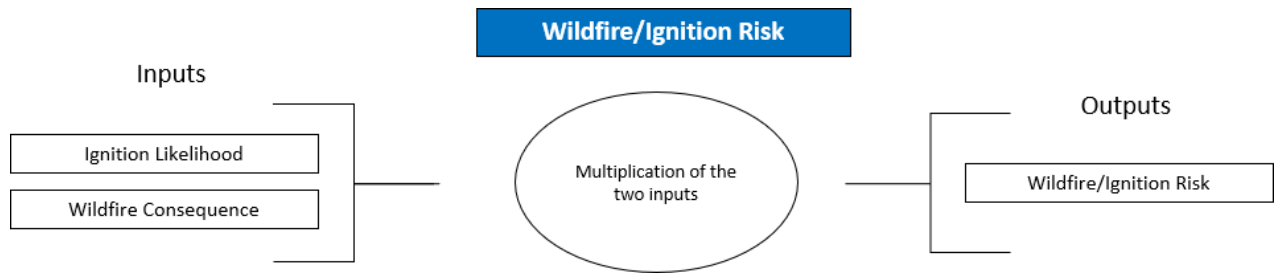 Wildfire/Ignition Risk
Inputs
Ignition Likelihood
Wildfire Consequence
Multiplication of the
two inputs
Outputs
Wildfire/Ignition Risk